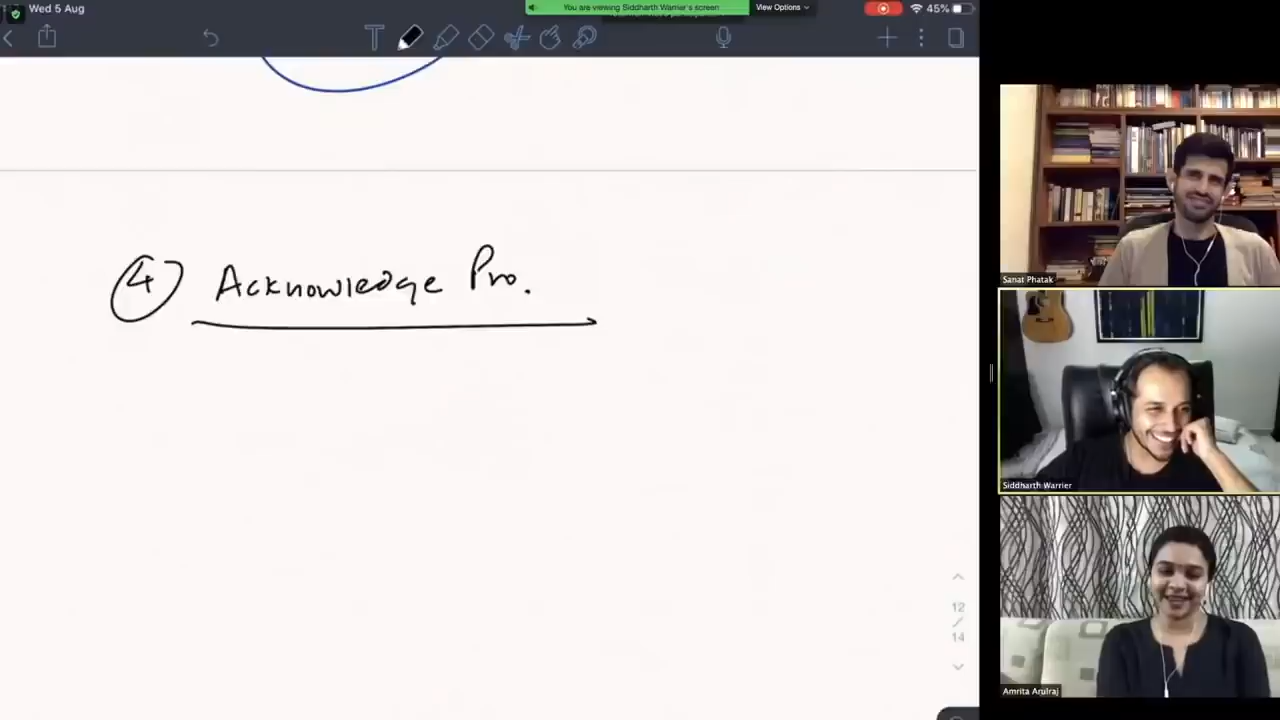 Wed 5 Aug
You are viewing Siddharth Warrier's screen
View Options
45%
④ Acknowledge Pro.
12
/
14
Sanat Phatak
Siddharth Warrier
Amrita Arulraj